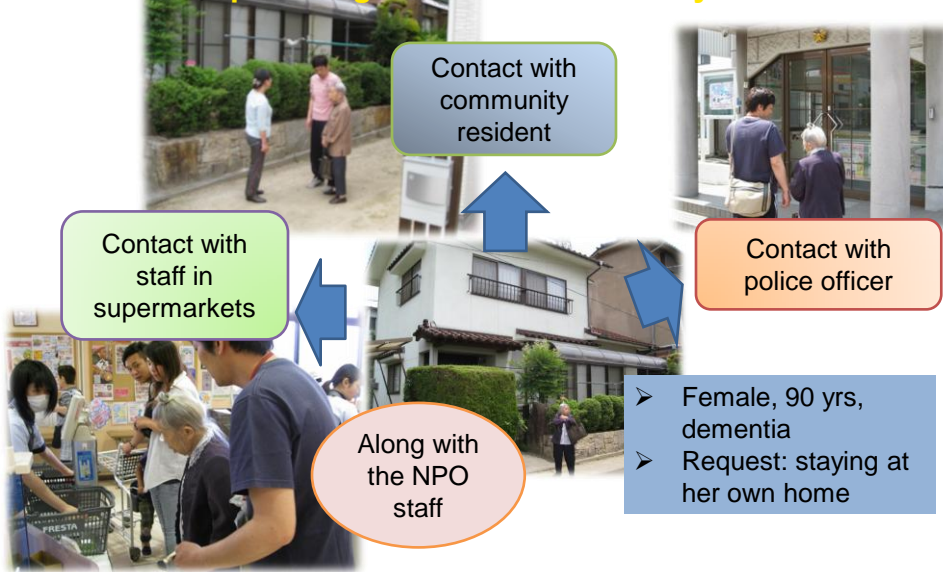 Contact with
community
resident
Contact with
staff in
supermarkets
Contact with
police officer
Along with
the NPO
staff
➢ Female, 90 yrs,
dementia
➢ Request: staying at
her own home
FRESTA